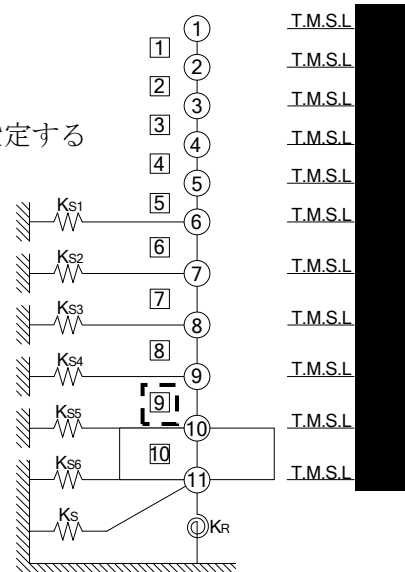 ① T.M.S.L
1
② T.M.S.L
2
③ T.M.S.L
定する
3
④ T.M.S.L
4
⑤ T.M.S.L
5
KS1 ⑥ T.M.S.L
6
KS2 ⑦ T.M.S.L
7
KS3 ⑧ T.M.S.L
8
KS4 ⑨ T.M.S.L
9
KS5 ⑩ T.M.S.L
10
KS6 ⑪ T.M.S.L
KS
KR